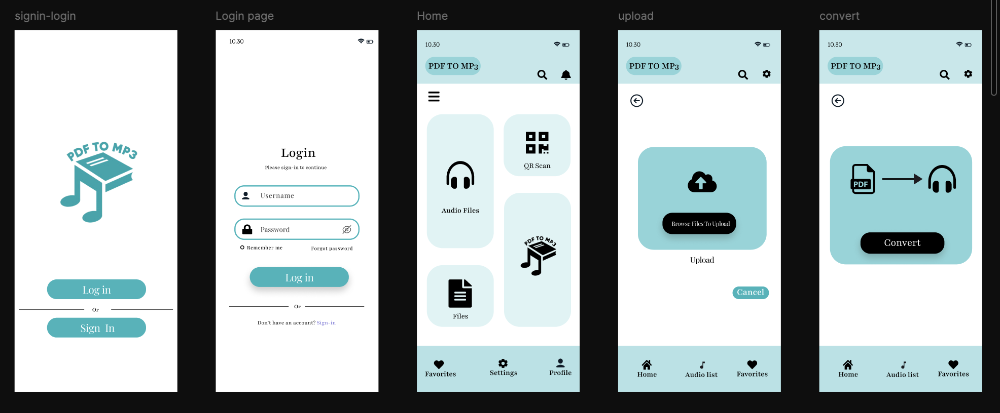 signin-login
PDF TO MP3
Log in
Or
Sign In
Login page
10.30
Login
Please sign-in to continue
Username
Password
Remember me
Forgot password
Log in
Or
Don't have an account? Sign-in
Home
10.30
PDF TO MP3
Audio Files
QR Scan
PDF TO MP3
Files
Favorites
Settings
Profile
upload
10.30
PDF TO MP3
Browse Files To Upload
Upload
Cancel
Home
Audio list
Favorites
convert
10.30
PDF TO MP3
PDF
Convert
Home
Audio list
Favorites